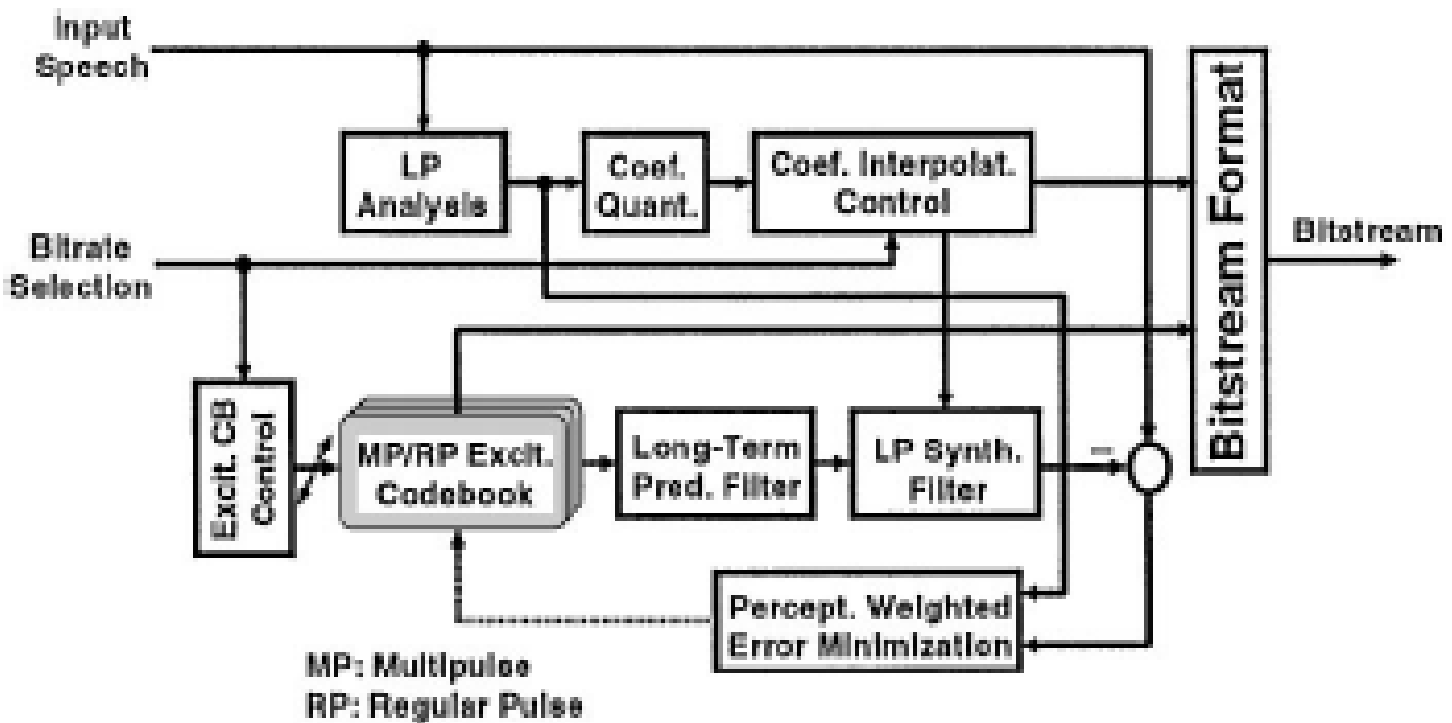 Input
Speech
LP
Analysis
Coef.
Quant.
Coef. Interpolat.
Control
Bitstream Format
Bitstream
Bitrate
Selection
Excit. CB
Control
MP/RP Excit.
Codebook
Long-Term
Pred. Filter
LP Synth.
Filter
–
Percept. Weighted
Error Minimization
MP: Multipulse
RP: Regular Pulse